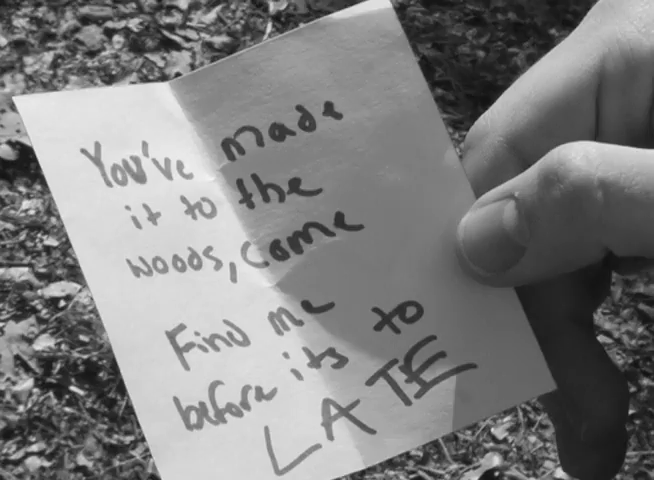 You've made
it to the
woods, come
Find me
before its to
LATE